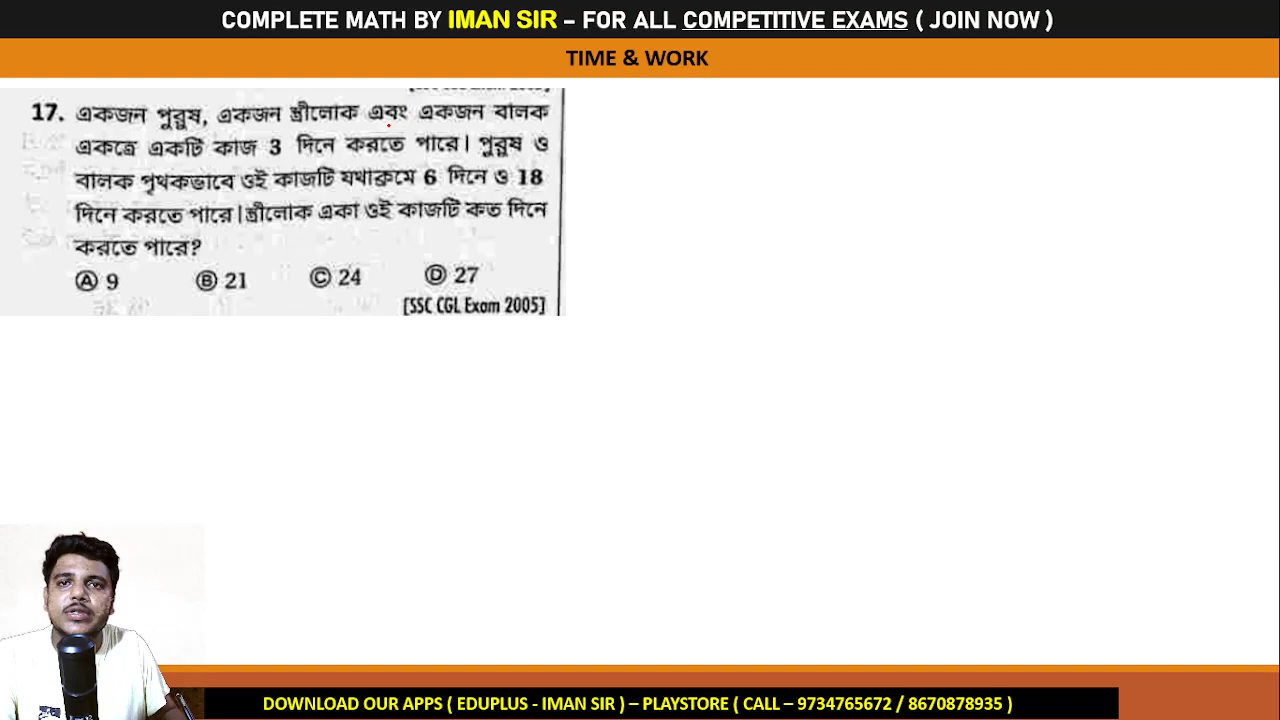 COMPLETE MATH BY IMAN SIR – FOR ALL COMPETITIVE EXAMS ( JOIN NOW )
TIME & WORK
17. একজন পুরুষ, একজন স্ত্রীলোক এবং একজন বালক
একত্রে একটি কাজ 3 দিনে করতে পারে। পুরুষ ও
বালক পৃথকভাবে ওই কাজটি যথাক্রমে 6 দিনে ও 18
দিনে করতে পারে। স্ত্রীলোক একা ওই কাজটি কত দিনে
করতে পারে?
Ⓐ 9 Ⓑ 21 Ⓒ 24 Ⓓ 27
[SSC CGL Exam 2005]
DOWNLOAD OUR APPS ( EDUPLUS - IMAN SIR ) – PLAYSTORE ( CALL – 9734765672 / 8670878935 )